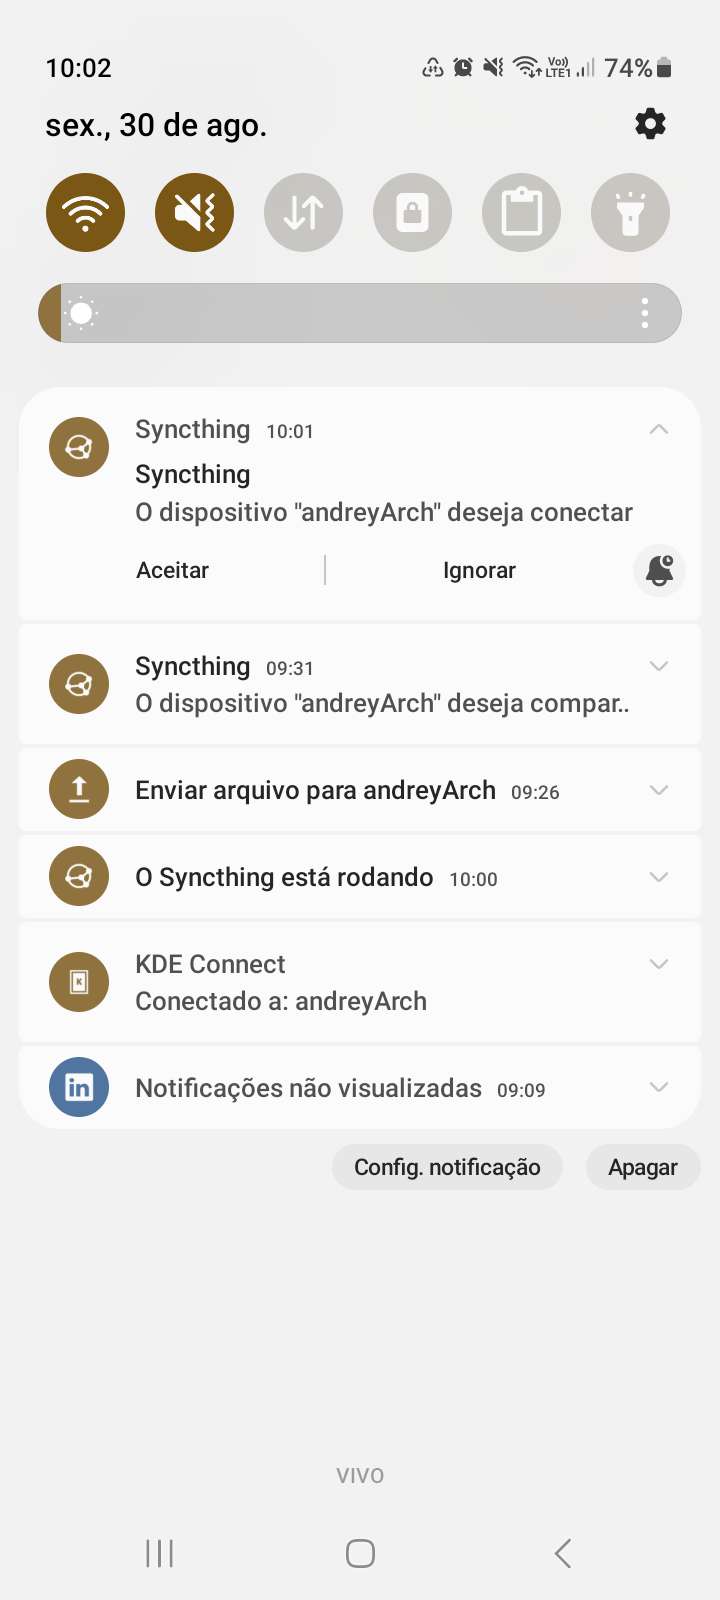 10:02
Vo))
LTE1
74%
sex., 30 de ago.
Syncthing 10:01
Syncthing
O dispositivo "andreyArch" deseja conectar
Aceitar
Ignorar
Syncthing 09:31
O dispositivo "andreyArch" deseja compar..
Enviar arquivo para andreyArch 09:26
O Syncthing está rodando 10:00
K
KDE Connect
Conectado a: andreyArch
in
Notificações não visualizadas 09:09
Config. notificação
Apagar
VIVO